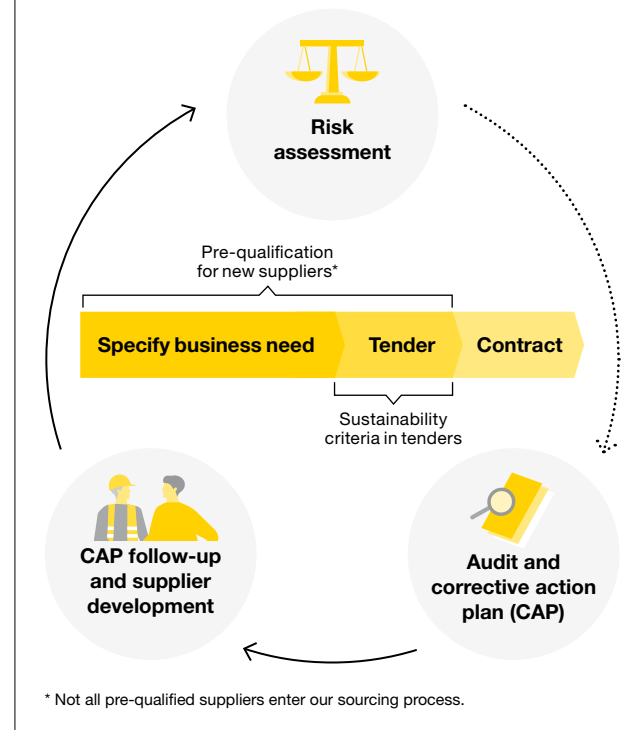 Risk
assessment
Pre-qualification
for new suppliers*
Specify business need
Tender
Contract
Sustainability
criteria in tenders
CAP follow-up
and supplier
development
Audit and
corrective action
plan (CAP)
* Not all pre-qualified suppliers enter our sourcing process.